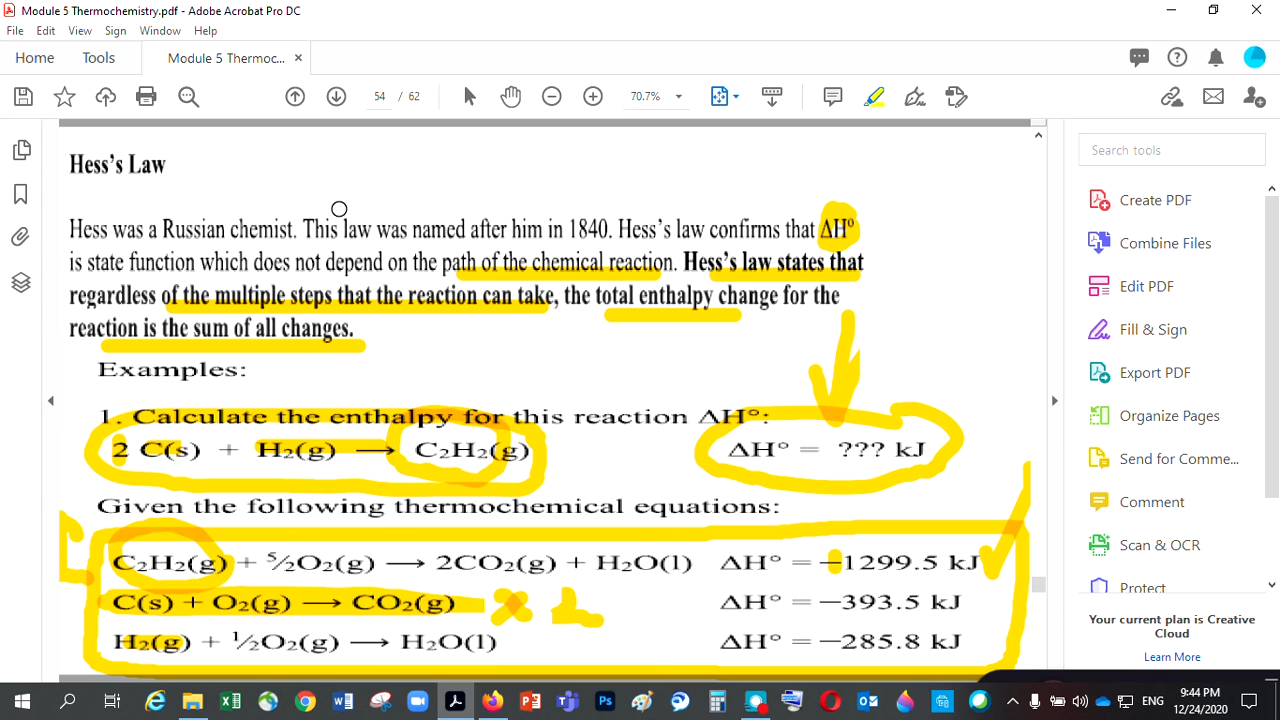 Module 5 Thermochemistry.pdf - Adobe Acrobat Pro DC
File Edit View Sign Window Help
Home Tools Module 5 Thermoc... ×
54 / 62 70.7%
Hess's Law
Hess was a Russian chemist. This law was named after him in 1840. Hess's law confirms that ΔHº
is state function which does not depend on the path of the chemical reaction. Hess's law states that
regardless of the multiple steps that the reaction can take, the total enthalpy change for the
reaction is the sum of all changes.
Examples:
1. Calculate the enthalpy for this reaction ΔH°:
2 C(s) + H₂(g) ⟶ C₂H₂(g) ΔH° = ??? kJ
Given the following thermochemical equations:
C₂H₂(g) + ⁵⁄₂O₂(g) ⟶ 2CO₂(g) + H₂O(l) ΔH° = −1299.5 kJ
C(s) + O₂(g) ⟶ CO₂(g) ΔH° = −393.5 kJ
H₂(g) + ¹⁄₂O₂(g) ⟶ H₂O(l) ΔH° = −285.8 kJ
Search tools
Create PDF
Combine Files
Edit PDF
Fill & Sign
Export PDF
Organize Pages
Send for Comme...
Comment
Scan & OCR
Protect
Your current plan is Creative
Cloud
Learn More
ENG
9:44 PM
12/24/2020